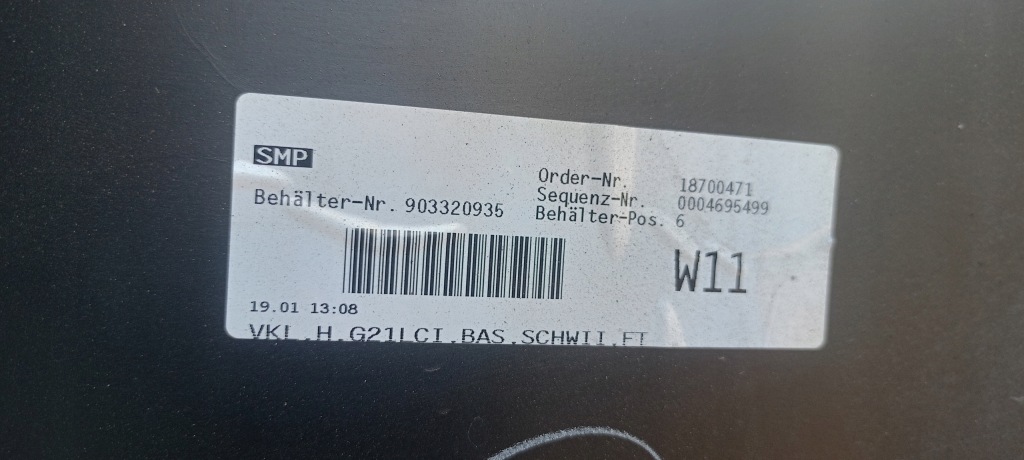 SMP
Order-Nr. 18700471
Sequenz-Nr. 0004695499
Behälter-Nr. 903320935
Behälter-Pos. 6
W11
19.01 13:08
VKL.H.G21LCI.BAS.SCHWII.FT